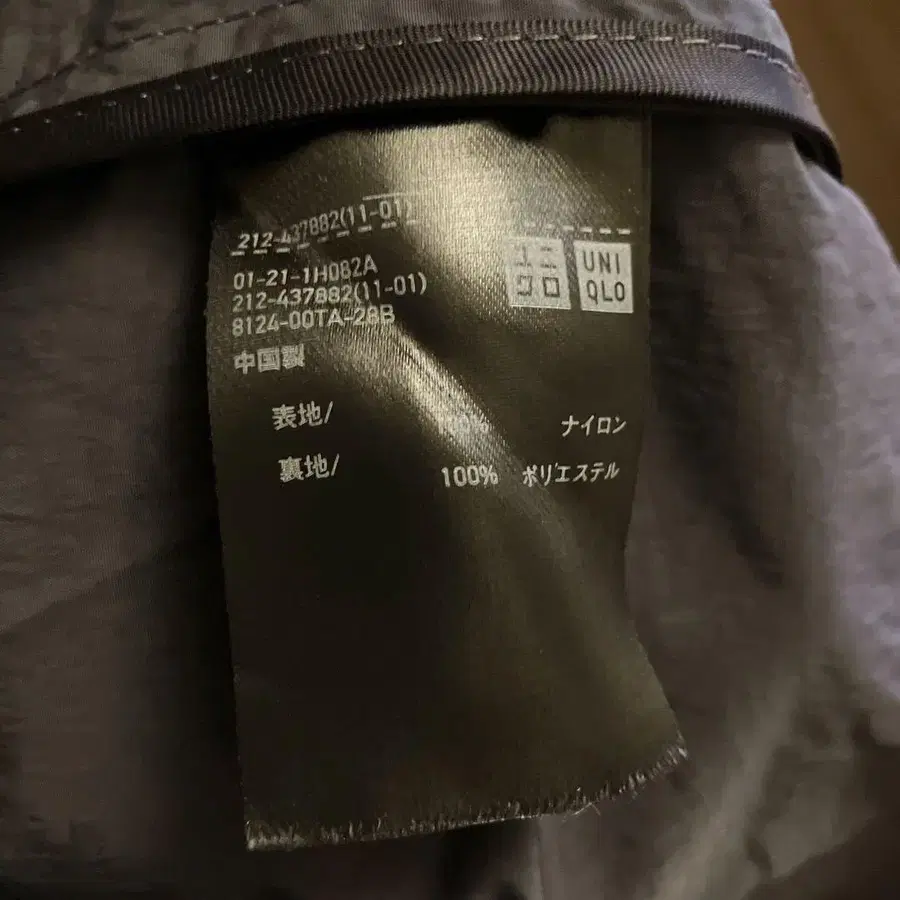 212-437882(11-01)
ユニ
クロ
UNI
QLO
01-21-1H082A
212-437882(11-01)
8124-00TA-28B
中国製
表地/ ナイロン
裏地/ 100% ポリエステル